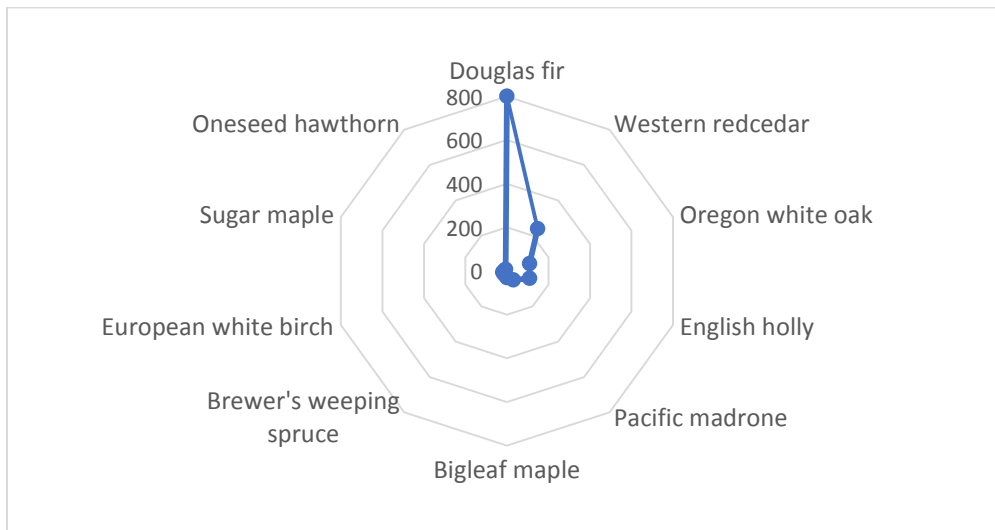 Douglas fir
800
Western redcedar
Oneseed hawthorn
600
400
Oregon white oak
Sugar maple
200
0
English holly
European white birch
Brewer's weeping
spruce
Pacific madrone
Bigleaf maple